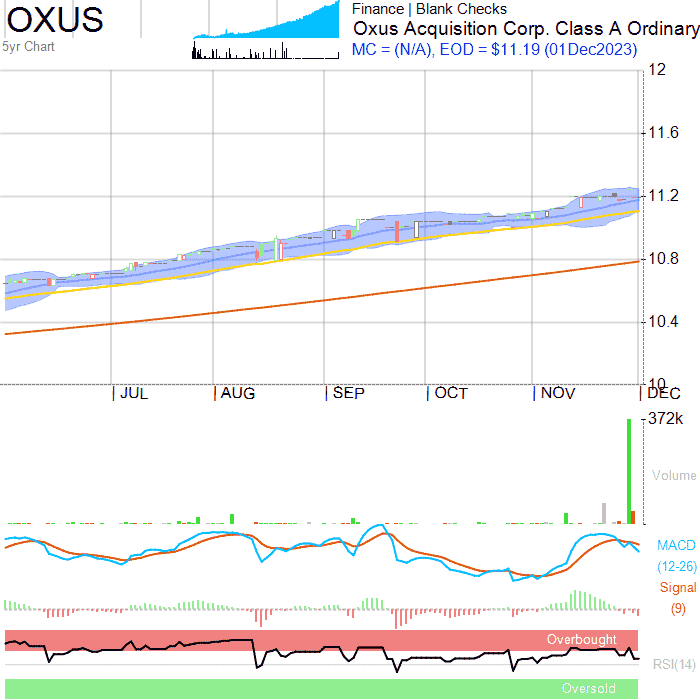 OXUS
5yr Chart
Finance | Blank Checks
Oxus Acquisition Corp. Class A Ordinary
MC = (N/A), EOD = $11.19 (01Dec2023)
12
11.6
11.2
10.8
10.4
10
JUL AUG SEP OCT NOV DEC
372k
Volume
MACD
(12-26)
Signal
(9)
Overbought
RSI(14)
Oversold